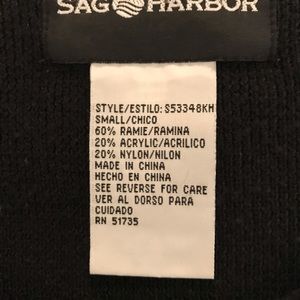 SAG HARBOR
STYLE/ESTILO: S53348KH
SMALL/CHICO
60% RAMIE/RAMINA
20% ACRYLIC/ACRILICO
20% NYLON/NILON
MADE IN CHINA
HECHO EN CHINA
SEE REVERSE FOR CARE
VER AL DORSO PARA
CUIDADO
RN 51735